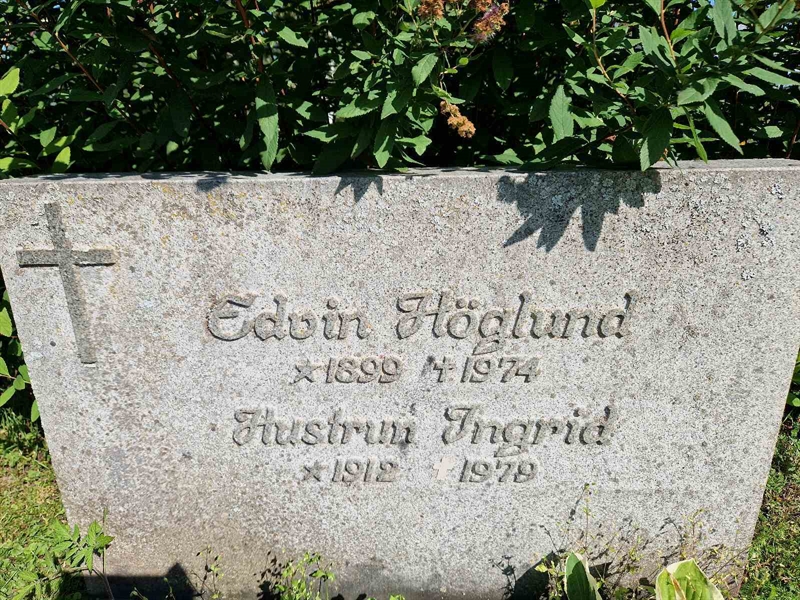 Edvin Höglund
*1899 †1974
Hustrun Ingrid
*1912 †1979